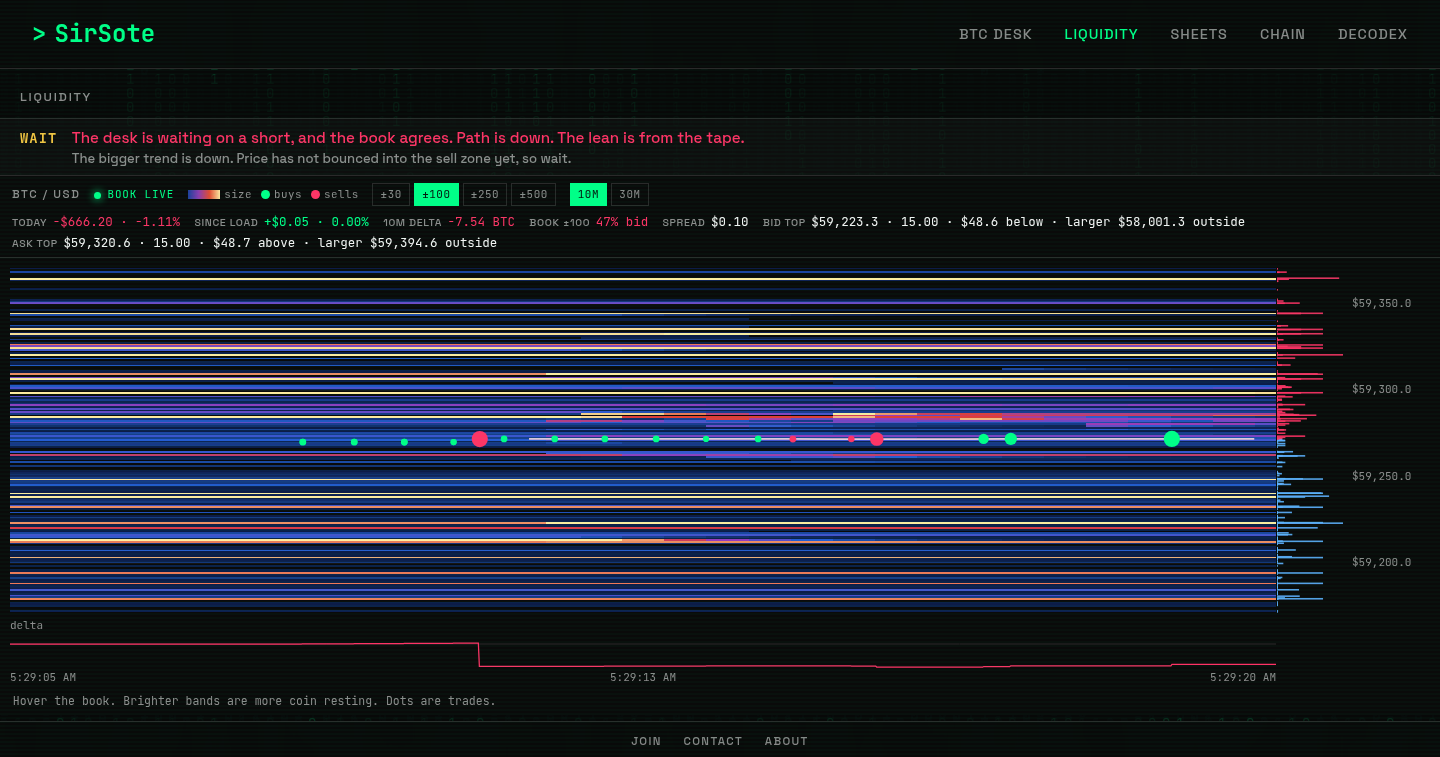 > SirSote
BTC DESK LIQUIDITY SHEETS CHAIN DECODEX
LIQUIDITY
WAIT The desk is waiting on a short, and the book agrees. Path is down. The lean is from the tape.
The bigger trend is down. Price has not bounced into the sell zone yet, so wait.
BTC / USD BOOK LIVE size buys sells ±30 ±100 ±250 ±500 10M 30M
TODAY -$666.20 · -1.11% SINCE LOAD +$0.05 · 0.00% 10M DELTA -7.54 BTC BOOK ±100 47% bid SPREAD $0.10 BID TOP $59,223.3 · 15.00 · $48.6 below · larger $58,001.3 outside
ASK TOP $59,320.6 · 15.00 · $48.7 above · larger $59,394.6 outside
$59,350.0
$59,300.0
$59,250.0
$59,200.0
delta
5:29:05 AM 5:29:13 AM 5:29:20 AM
Hover the book. Brighter bands are more coin resting. Dots are trades.
JOIN CONTACT ABOUT